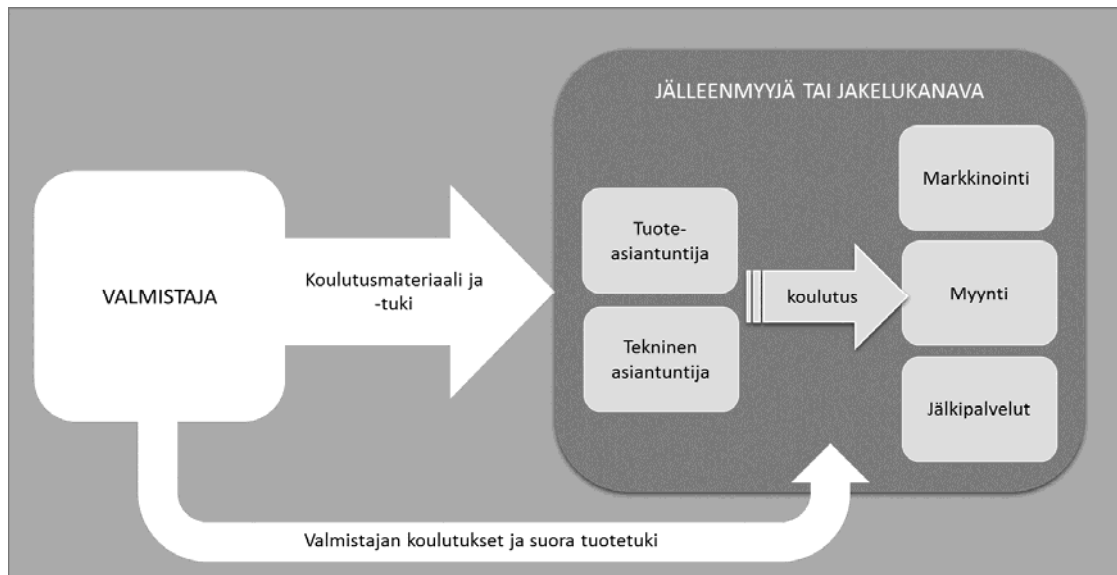 JÄLLEENMYYJÄ TAI JAKELUKANAVA
VALMISTAJA
Koulutusmateriaali ja
-tuki
Tuote-
asiantuntija
Tekninen
asiantuntija
koulutus
Markkinointi
Myynti
Jälkipalvelut
Valmistajan koulutukset ja suora tuotetuki